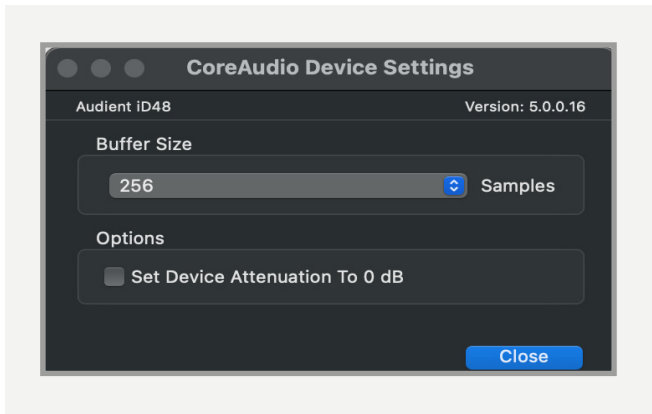 CoreAudio Device Settings
Audient iD48 Version: 5.0.0.16
Buffer Size
256 Samples
Options
Set Device Attenuation To 0 dB
Close